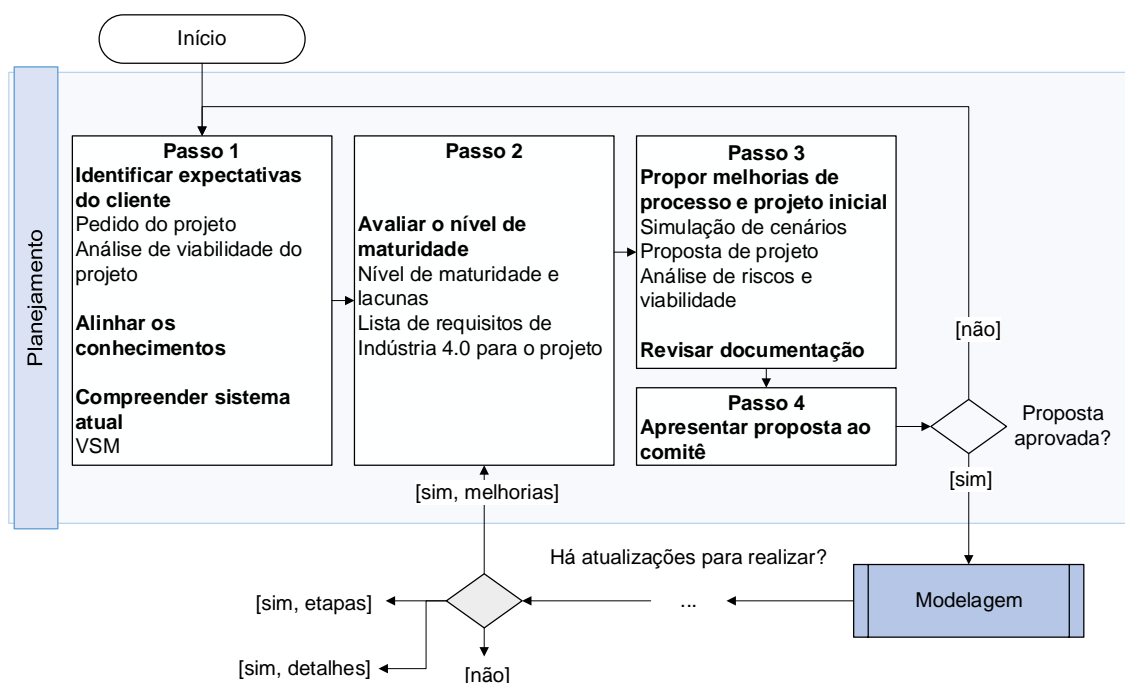 Início
Planejamento
Passo 1
Identificar expectativas
do cliente
Pedido do projeto
Análise de viabilidade do
projeto
Alinhar os
conhecimentos
Compreender sistema
atual
VSM
Passo 2
Avaliar o nível de
maturidade
Nível de maturidade e
lacunas
Lista de requisitos de
Indústria 4.0 para o projeto
Passo 3
Propor melhorias de
processo e projeto inicial
Simulação de cenários
Proposta de projeto
Análise de riscos e
viabilidade
Revisar documentação
Passo 4
Apresentar proposta ao
comitê
[não]
Proposta
aprovada?
[sim]
[sim, melhorias]
Há atualizações para realizar?
[sim, etapas]
...
Modelagem
[sim, detalhes]
[não]